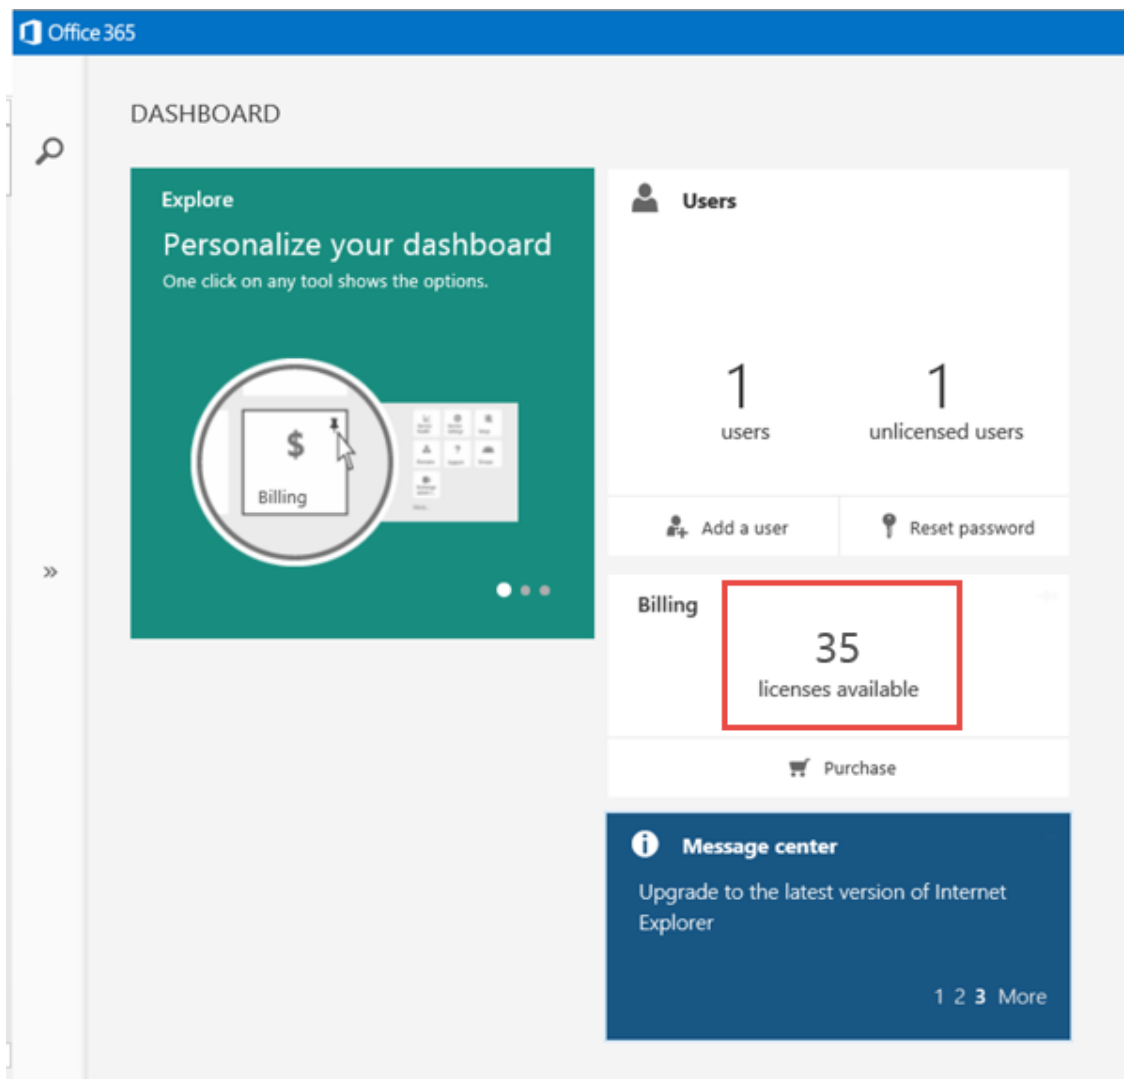 Office 365
DASHBOARD
Explore
Personalize your dashboard
One click on any tool shows the options.
$
Billing
Users
1
users
1
unlicensed users
Add a user
Reset password
Billing
35
licenses available
Purchase
Message center
Upgrade to the latest version of Internet
Explorer
1 2 3 More